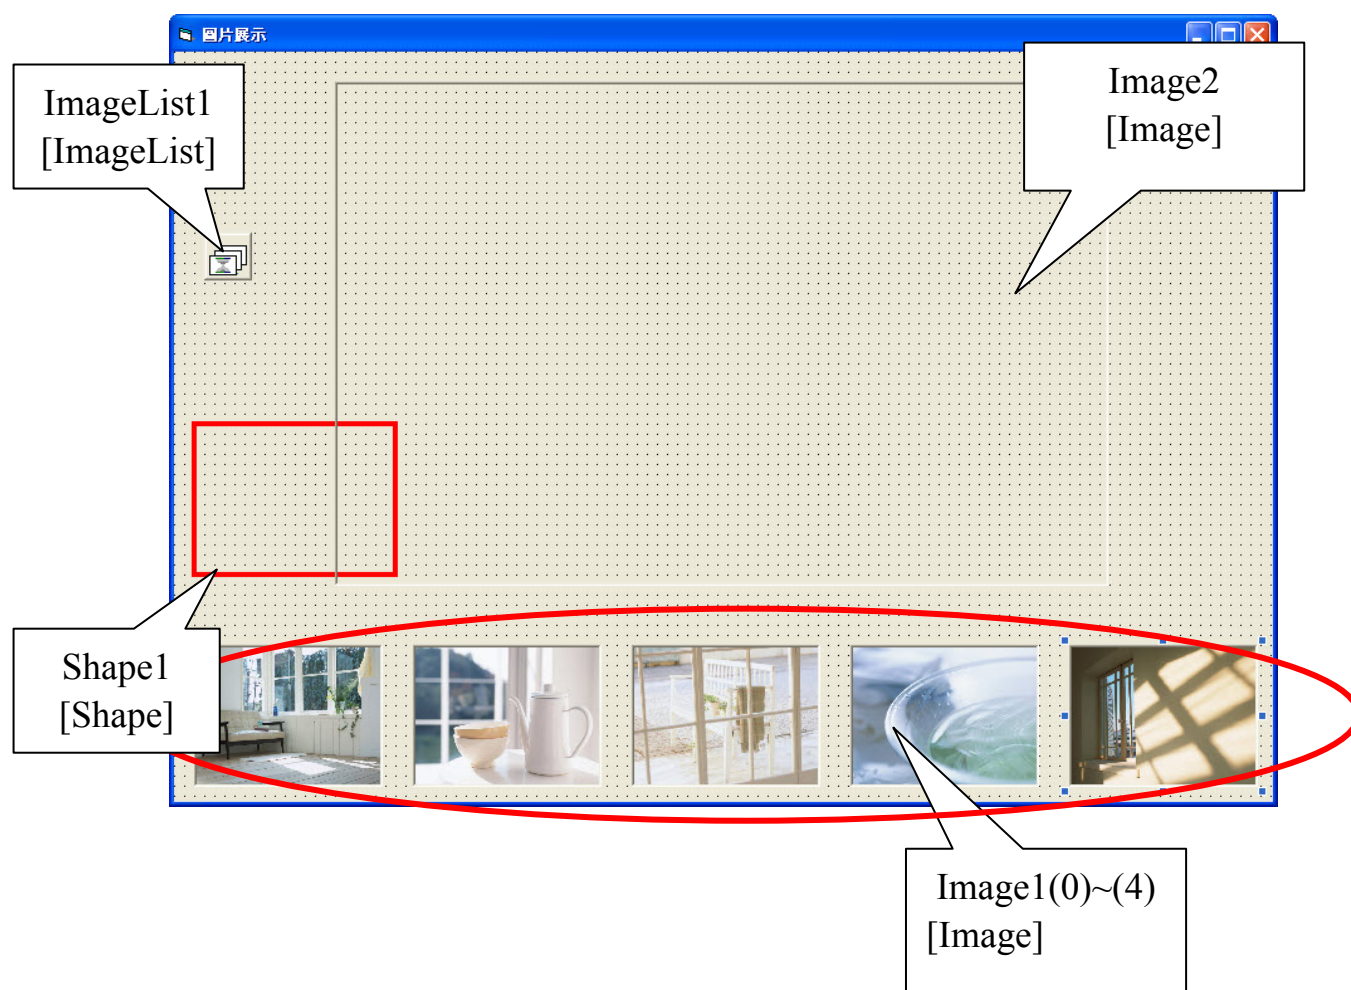 圖片展示
ImageList1
[ImageList]
Image2
[Image]
Shape1
[Shape]
Image1(0)~(4)
[Image]